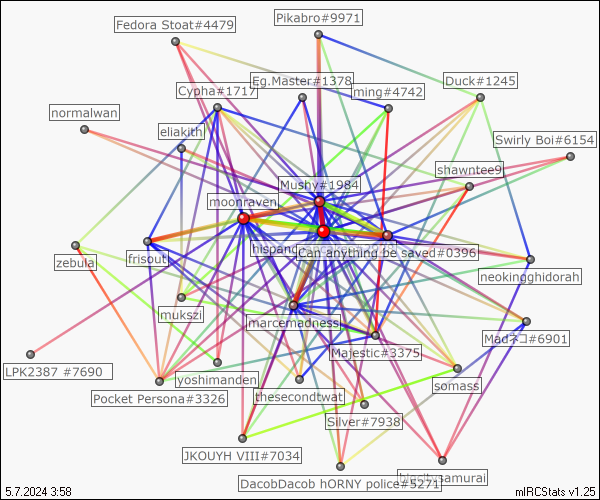 Pikabro#9971
Fedora Stoat#4479
Eg.Master#1378
Duck#1245
Cypha#1717
ming#4742
normalwan
eliakith
Swirly Boi#6154
shawntee9
Mushy#1984
moonraven
hispano
Can anything be saved#0396
zebula
frisout
neokingghidorah
mukszi
marcemadness
Madネコ#6901
Majestic#3375
LPK2387 #7690
yoshimanden
somass
Pocket Persona#3326
thesecondtwat
Silver#7938
JKOUYH VIII#7034
samurai
DacobDacob hORNY police#5271
5.7.2024 3:58
mIRCStats v1.25